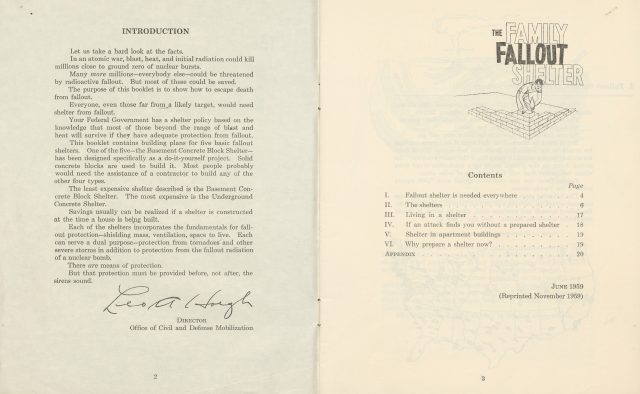 INTRODUCTION
Let us take a hard look at the facts.
In an atomic war, blast, heat, and initial radiation could kill
millions close to ground zero of nuclear bursts.
Many more millions—everybody else—could be threatened
by radioactive fallout. But most of these could be saved.
The purpose of this booklet is to show how to escape death
from fallout.
Everyone, even those far from a likely target, would need
shelter from fallout.
Your Federal Government has a shelter policy based on the
knowledge that most of those beyond the range of blast and
heat will survive if they have adequate protection from fallout.
This booklet contains building plans for five basic fallout
shelters. One of the five—the Basement Concrete Block Shelter—
has been designed specifically as a do-it-yourself project. Solid
concrete blocks are used to build it. Most people probably
would need the assistance of a contractor to build any of the
other four types.
The least expensive shelter described is the Basement Con-
crete Block Shelter. The most expensive is the Underground
Concrete Shelter.
Savings usually can be realized if a shelter is constructed
at the time a house is being built.
Each of the shelters incorporates the fundamentals for fall-
out protection—shielding mass, ventilation, space to live. Each
can serve a dual purpose—protection from tornadoes and other
severe storms in addition to protection from the fallout radiation
of a nuclear bomb.
There are means of protection.
But that protection must be provided before, not after, the
sirens sound.
Leo A Hoegh
DIRECTOR
Office of Civil and Defense Mobilization
2
THE FAMILY
FALLOUT
SHELTER
Contents
Page
I. Fallout shelter is needed everywhere 4
II. The shelters 6
III. Living in a shelter 17
IV. If an attack finds you without a prepared shelter 18
V. Shelter in apartment buildings 19
VI. Why prepare a shelter now? 19
APPENDIX 20
JUNE 1959
(Reprinted November 1959)
3